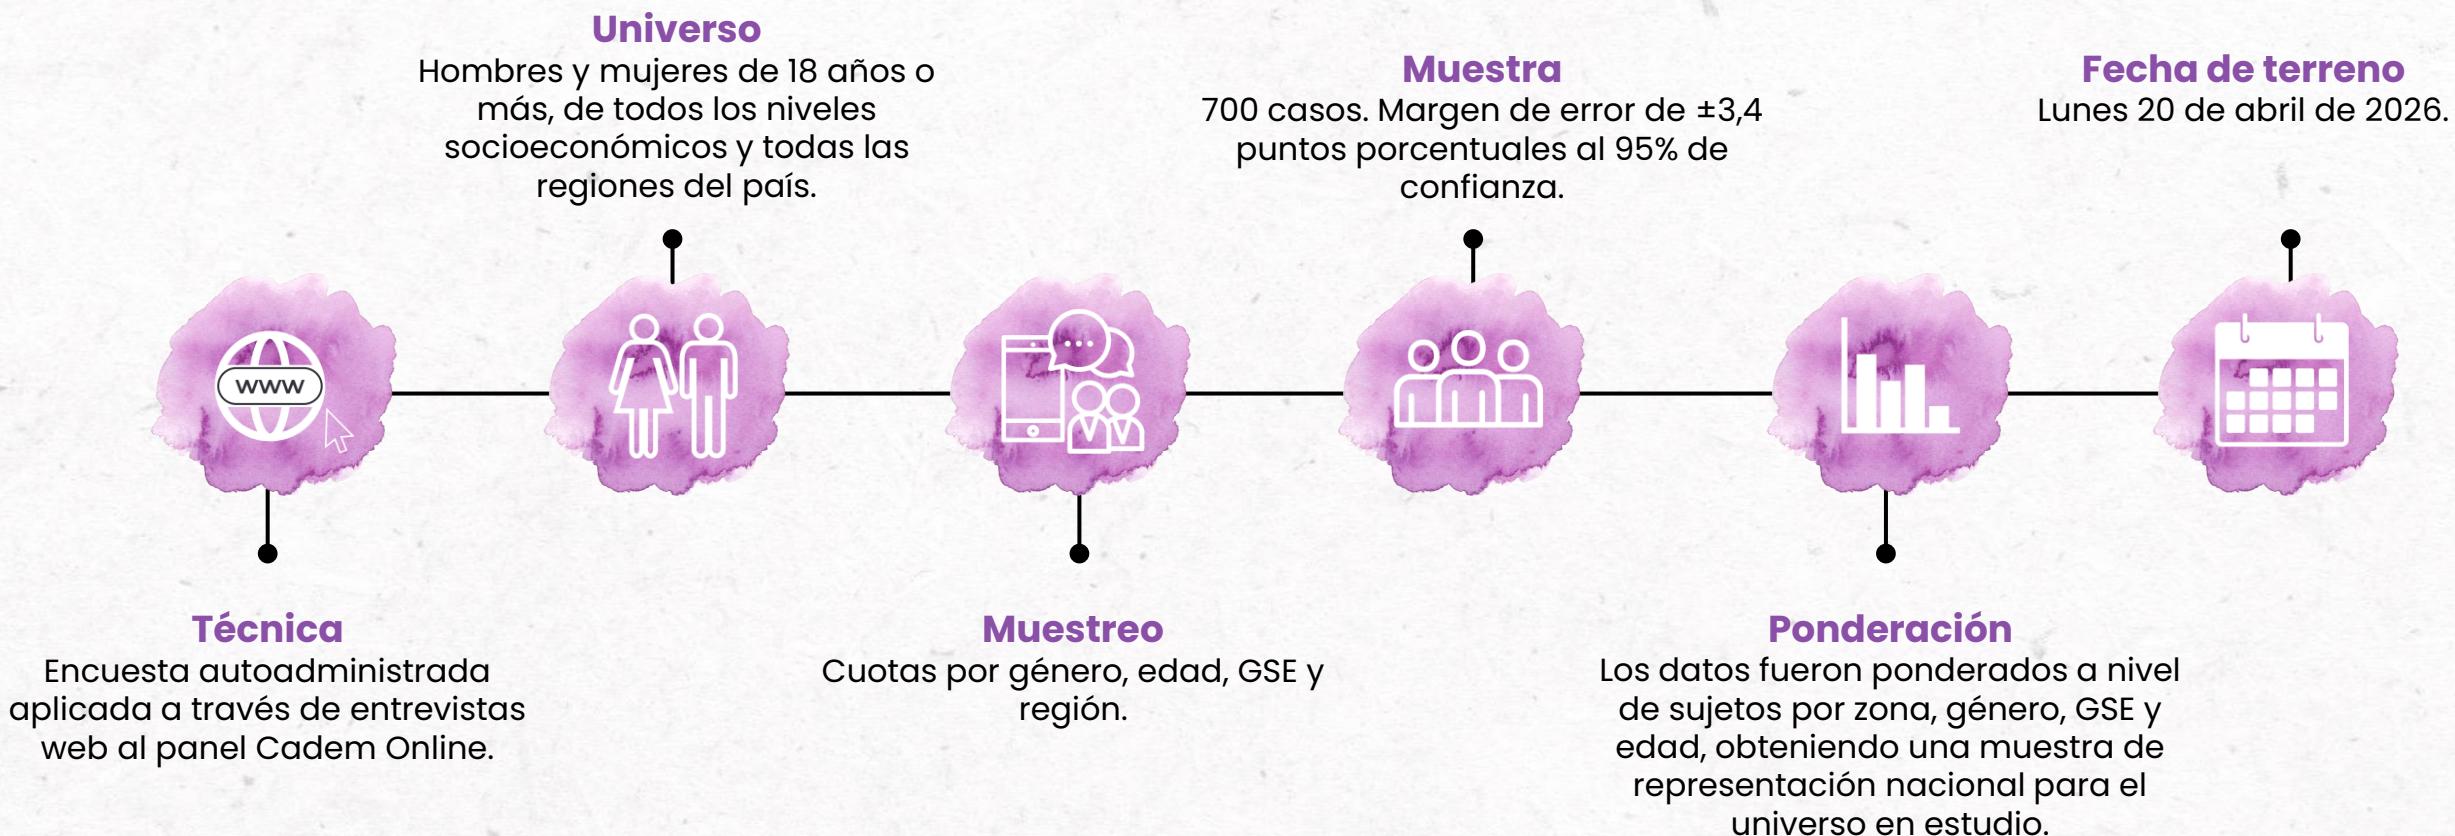 Universo
Hombres y mujeres de 18 años o
más, de todos los niveles
socioeconómicos y todas las
regiones del país.
Muestra
700 casos. Margen de error de ±3,4
puntos porcentuales al 95% de
confianza.
Fecha de terreno
Lunes 20 de abril de 2026.
www
Técnica
Encuesta autoadministrada
aplicada a través de entrevistas
web al panel Cadem Online.
Muestreo
Cuotas por género, edad, GSE y
región.
Ponderación
Los datos fueron ponderados a nivel
de sujetos por zona, género, GSE y
edad, obteniendo una muestra de
representación nacional para el
universo en estudio.